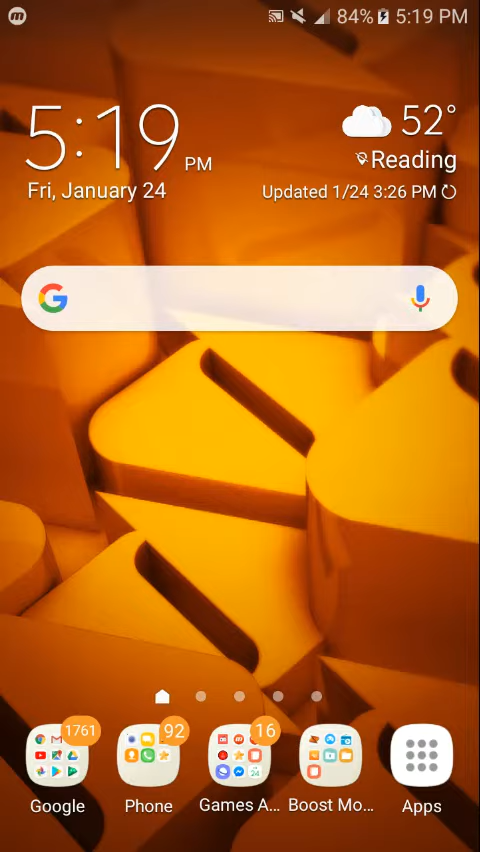 84% 5:19 PM
5:19 PM
Fri, January 24
52°
Reading
Updated 1/24 3:26 PM
1761
92
16
Google
Phone
Games A...
Boost Mo...
Apps